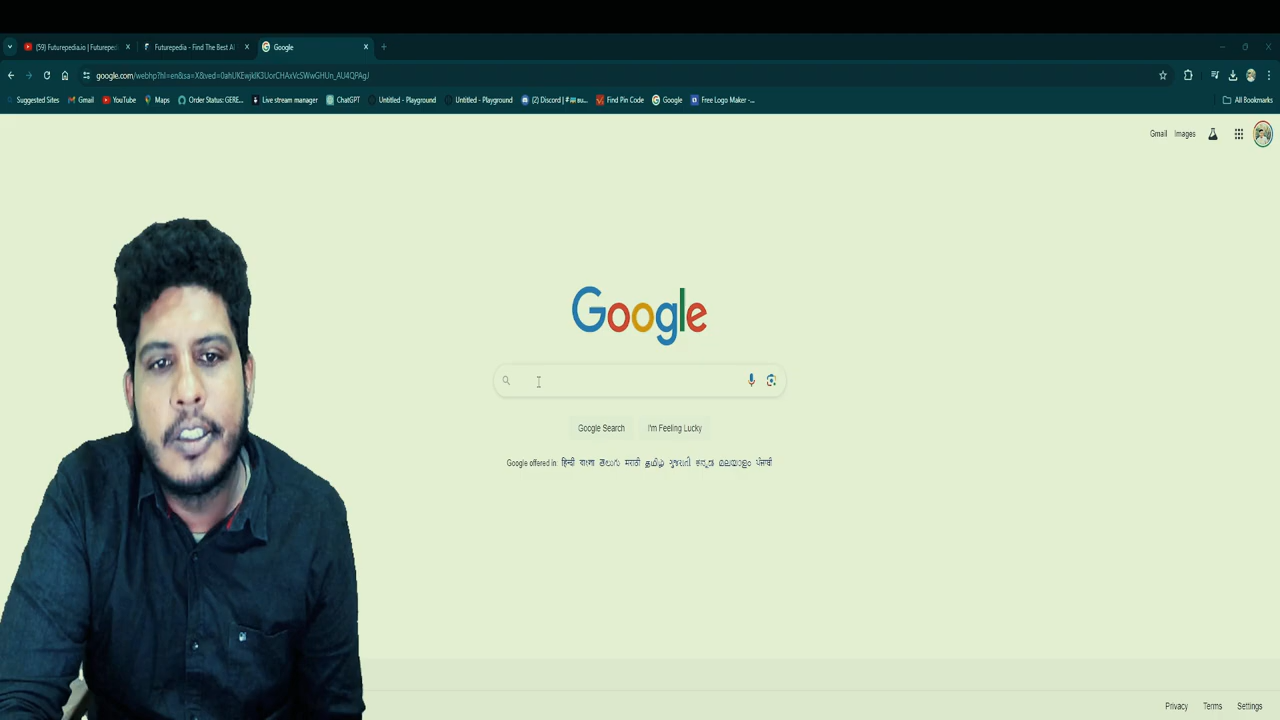 (59) Futurepedia.io | Futurepe
Futurepedia - Find The Best AI
Google
google.com/webhp?hl=en&sa=X&ved=0ahUKEwjklK3UorCHAxVcSWwGHUn_AU4QPAgJ
Suggested Sites
Gmail
YouTube
Maps
Order Status: GERE...
Live stream manager
ChatGPT
Untitled - Playground
Untitled - Playground
(2) Discord | #
Find Pin Code
Google
Free Logo Maker -...
All Bookmarks
Gmail Images
Google
Google Search
I'm Feeling Lucky
Google offered in: हिन्दी বাংলা తెలుగు मराठी தமிழ் ગુજરાતી ಕನ್ನಡ മലയാളം ਪੰਜਾਬੀ
Privacy Terms Settings